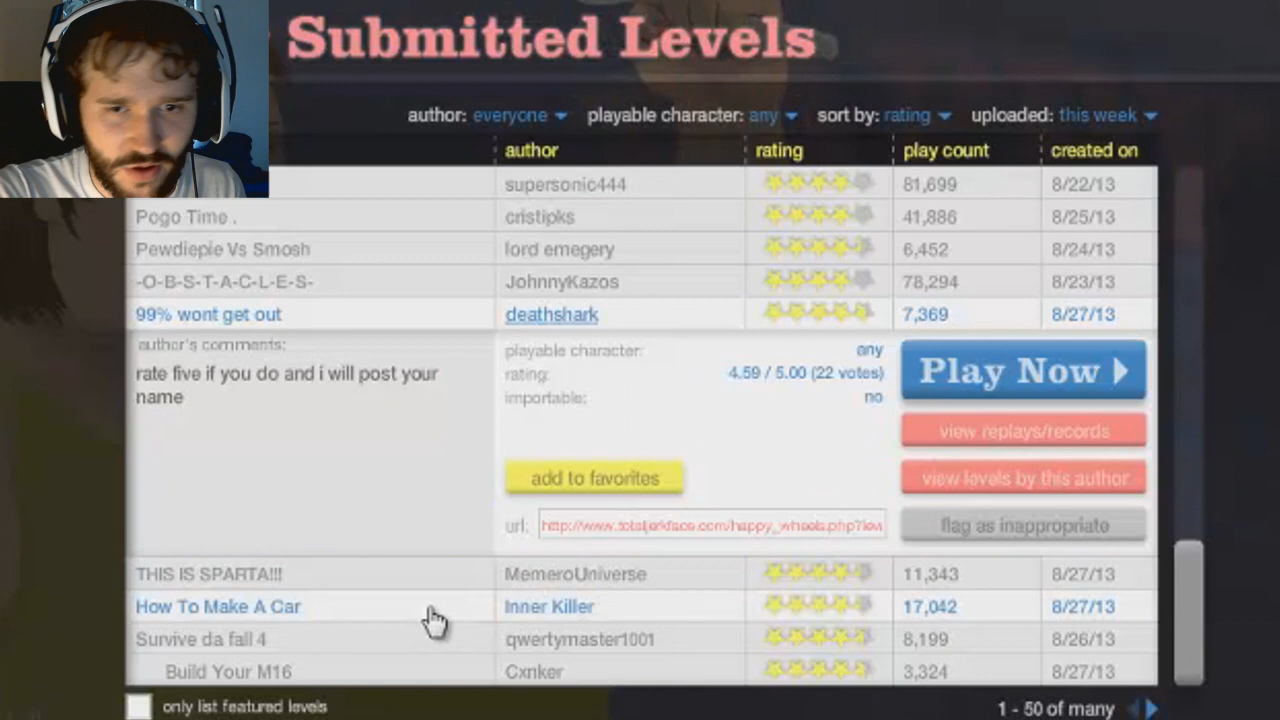 Submitted Levels
author: everyone playable character: any sort by: rating uploaded: this week
author rating play count created on
supersonic444 81,699 8/22/13
Pogo Time . cristipks 41,886 8/25/13
Pewdiepie Vs Smosh lord emegery 6,452 8/24/13
-O-B-S-T-A-C-L-E-S- JohnnyKazos 78,294 8/23/13
99% wont get out deathshark 7,369 8/27/13
author's comments: playable character: any
rate five if you do and i will post your rating: 4.59 / 5.00 (22 votes) Play Now
name importable: no
view replays/records
add to favorites view levels by this author
url: http://www.totaljerkface.com/happy_wheels.php?lev flag as inappropriate
THIS IS SPARTA!!! MemeroUniverse 11,343 8/27/13
How To Make A Car Inner Killer 17,042 8/27/13
Survive da fall 4 qwertymaster1001 8,199 8/26/13
Build Your M16 Cxnker 3,324 8/27/13
only list featured levels 1 - 50 of many